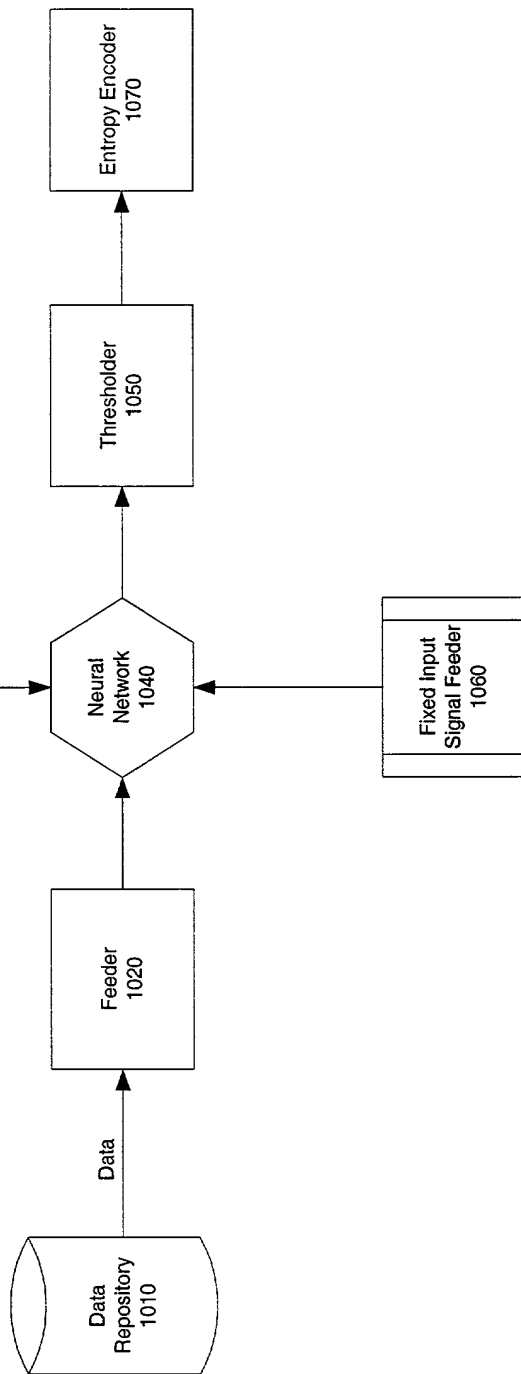 Data
Repository
1010
Data
Feeder
1020
Neural
Network
1040
Fixed Input
Signal Feeder
1060
Thresholder
1050
Entropy Encoder
1070